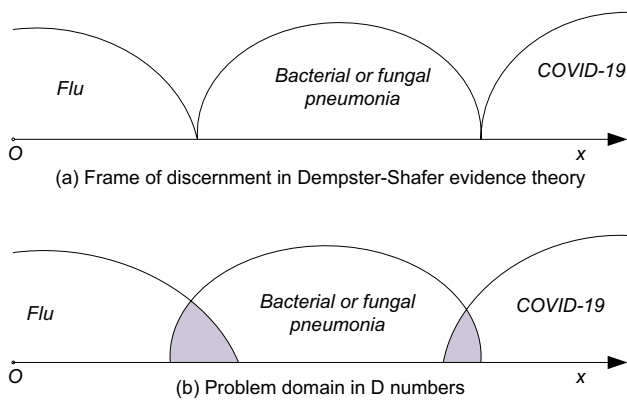 Flu
Bacterial or fungal
pneumonia
COVID-19
O
x
(a) Frame of discernment in Dempster-Shafer evidence theory
Flu
Bacterial or fungal
pneumonia
COVID-19
O
x
(b) Problem domain in D numbers